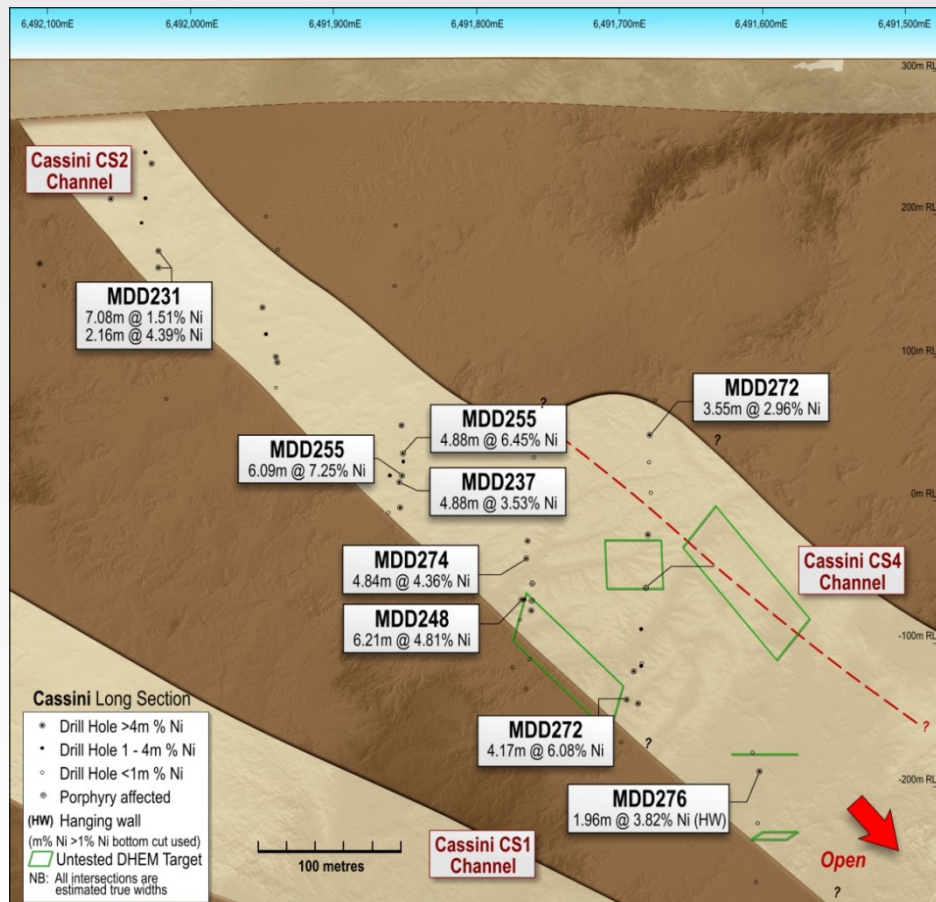 6,492,100mE
6,492,000mE
6,491,900mE
6,491,800mE
6,491,700mE
6,491,600mE
6,491,500mE
300m RL
Cassini CS2
Channel
200m RL
MDD231
7.08m @ 1.51% Ni
2.16m @ 4.39% Ni
100m RL
MDD272
3.55m @ 2.96% Ni
?
?
MDD255
4.88m @ 6.45% Ni
MDD255
6.09m @ 7.25% Ni
MDD237
4.88m @ 3.53% Ni
0m RL
MDD274
4.84m @ 4.36% Ni
Cassini CS4
Channel
MDD248
6.21m @ 4.81% Ni
-100m RL
MDD272
4.17m @ 6.08% Ni
?
?
-200m RL
MDD276
1.96m @ 3.82% Ni (HW)
Open
?
Cassini CS1
Channel
100 metres
Cassini Long Section
Drill Hole >4m % Ni
Drill Hole 1 - 4m % Ni
Drill Hole <1m % Ni
Porphyry affected
(HW) Hanging wall
(m% Ni >1% Ni bottom cut used)
Untested DHEM Target
NB: All intersections are
estimated true widths